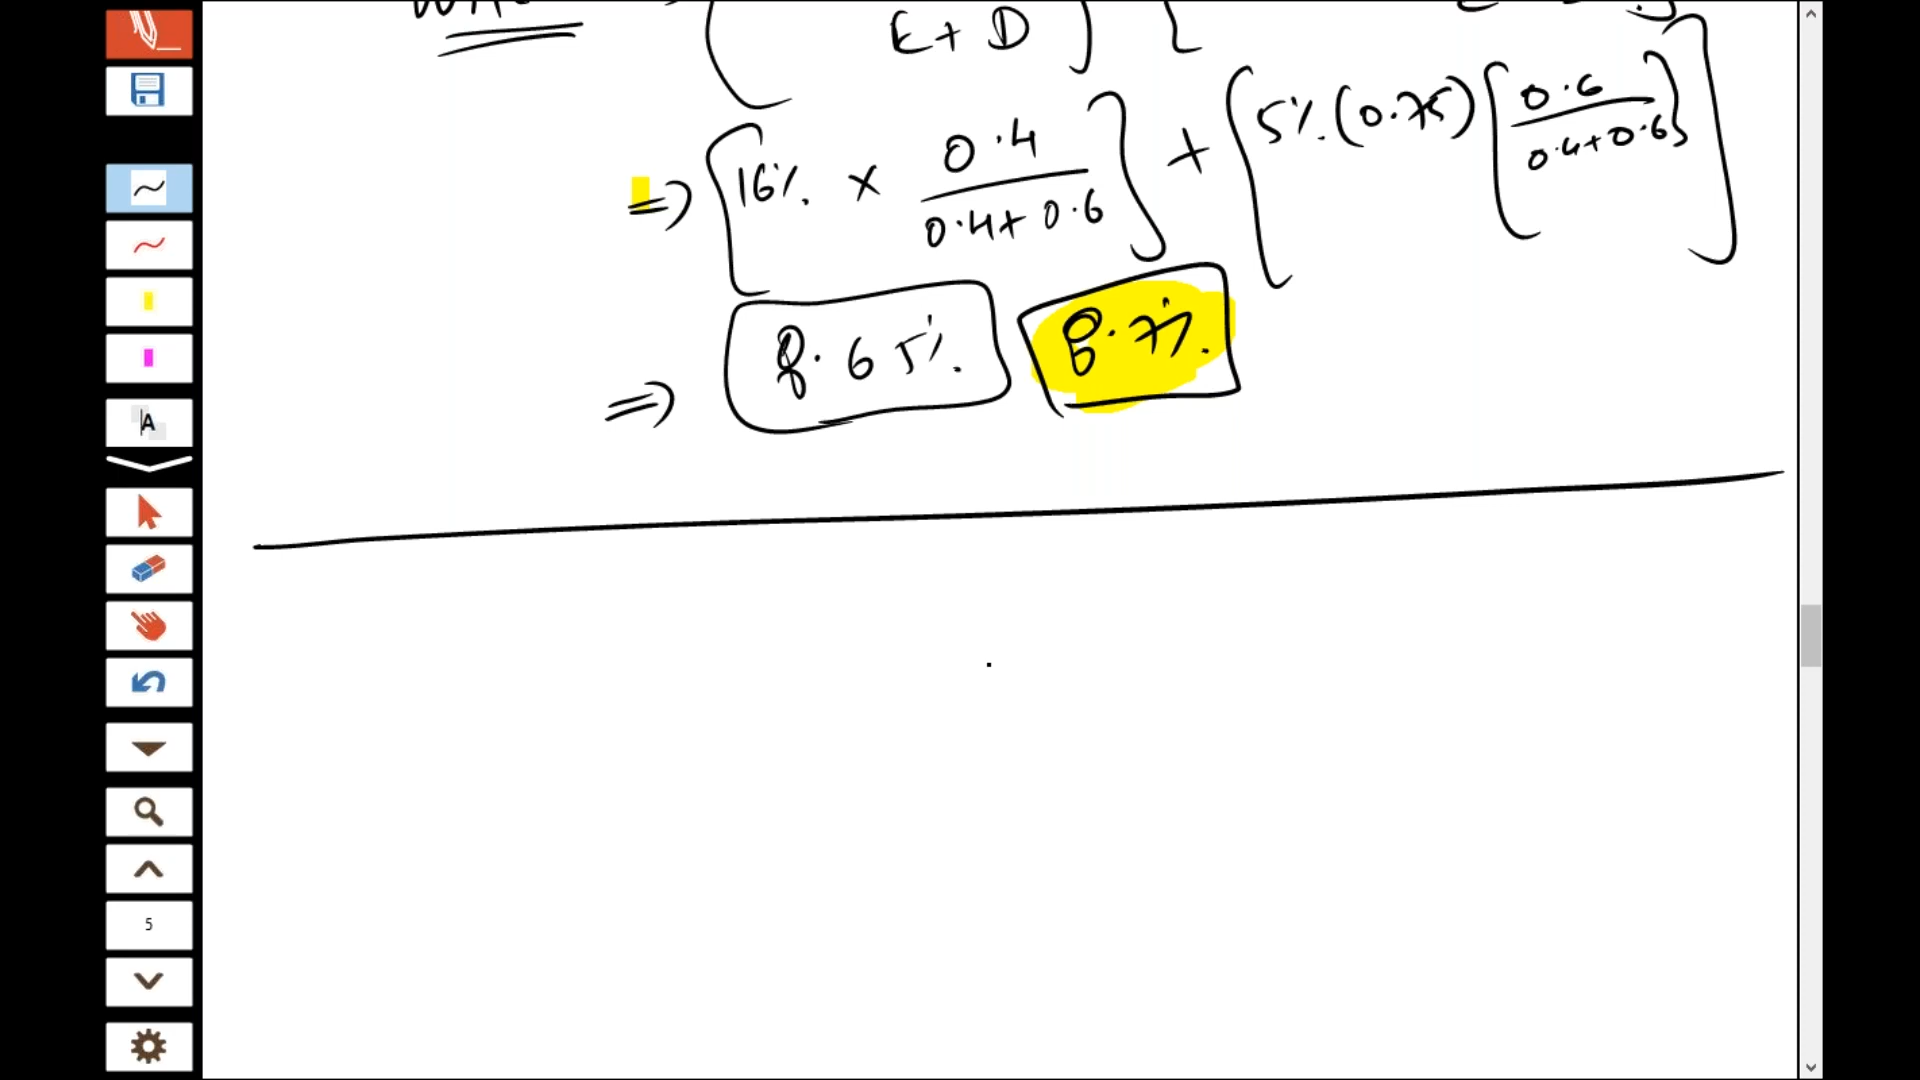 E + D
=> [16%. × 0.4 / 0.4 + 0.6] + [5%.(0.75) [0.6 / 0.4 + 0.6]]
=> 8.65%. 8.7%.
A
5